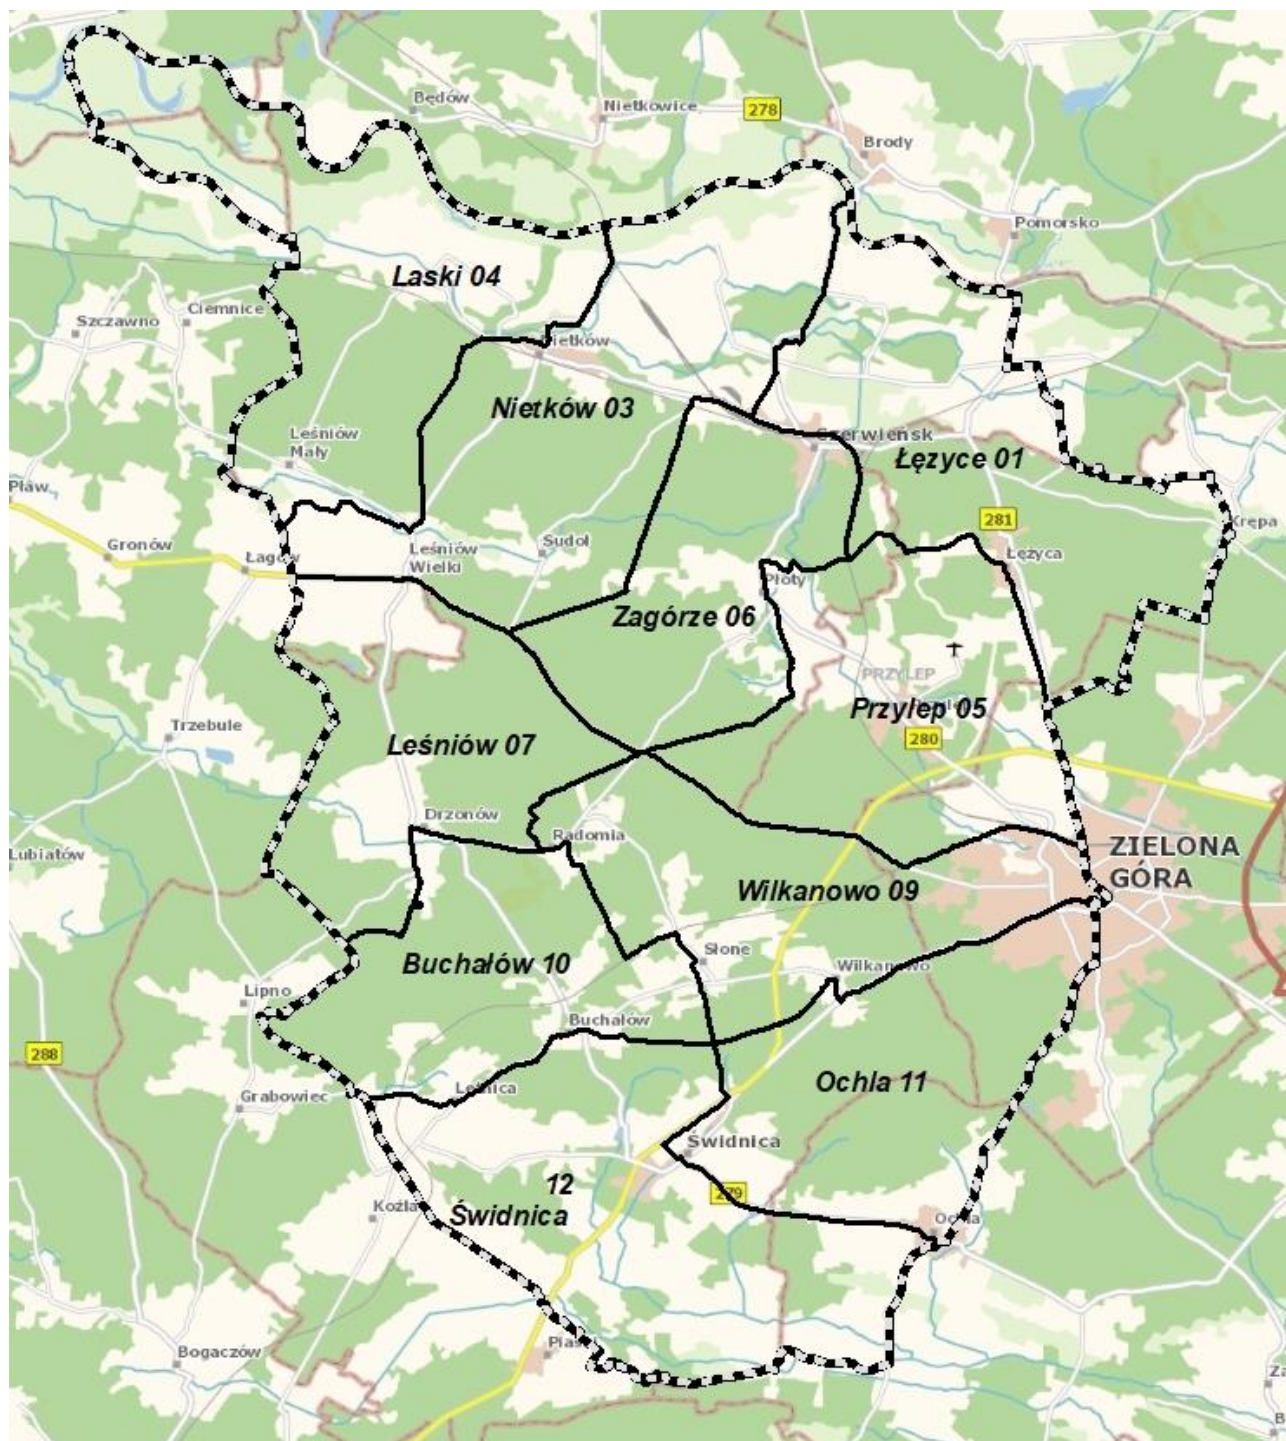 Będów
Nietkowice
278
Brody
Pomorsko
Laski 04
Ciemnice
Szczawno
Nietków 03
Leśniów
Mały
Czerwieńsk
Łężyce 01
Pław
281
Krępa
Gronów
Łagów
Leśniów
Wielki
Sudoł
Łężyca
Płoty
Zagórze 06
PRZYLEP
Przylep 05
Trzebule
280
Leśniów 07
Drzonów
Radomia
Lubiatów
ZIELONA
GÓRA
Wilkanowo 09
Buchałów 10
Słone
Wilkanowo
Lipno
Buchałów
288
Grabowiec
Letnica
Ochla 11
Świdnica
12
Świdnica
279
Koźla
Ochla
Bogaczów